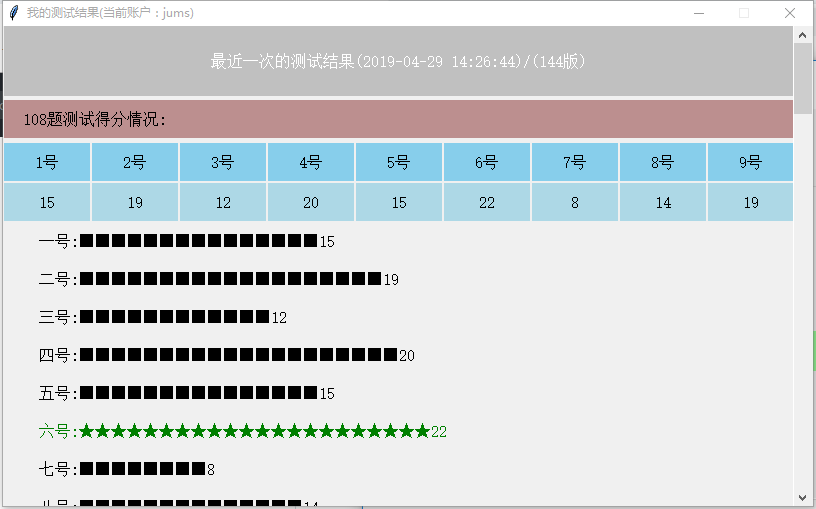 我的测试结果(当前账户：jums)
最近一次的测试结果(2019-04-29 14:26:44)/(144版)
108题测试得分情况:
1号 2号 3号 4号 5号 6号 7号 8号 9号
15 19 12 20 15 22 8 14 19
一号:■■■■■■■■■■■■■■■15
二号:■■■■■■■■■■■■■■■■■■■19
三号:■■■■■■■■■■■■12
四号:■■■■■■■■■■■■■■■■■■■■20
五号:■■■■■■■■■■■■■■■15
六号:★★★★★★★★★★★★★★★★★★★★★★22
七号:■■■■■■■■8
八号:■■■■■■■■■■■■■■14